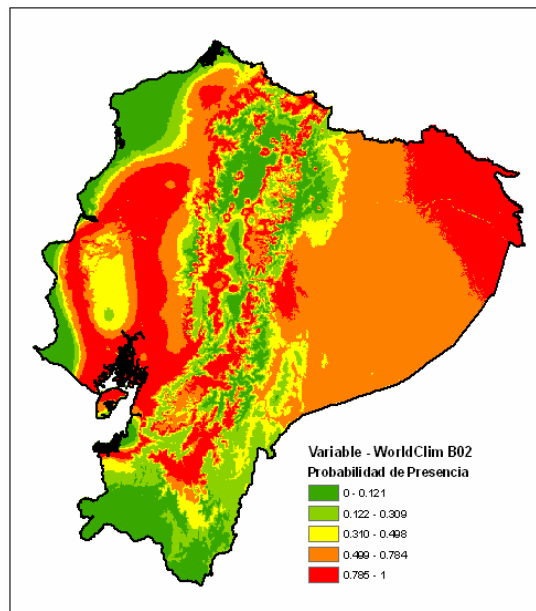 Variable - WorldClim B02
Probabilidad de Presencia
0 - 0.121
0.122 - 0.309
0.310 - 0.498
0.499 - 0.784
0.785 - 1